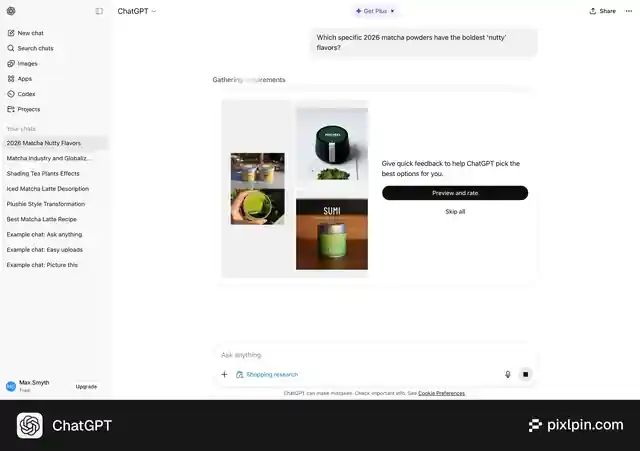 ChatGPT
Get Plus
Share
New chat
Search chats
Images
Apps
Codex
Projects
Your chats
2026 Matcha Nutty Flavors
Matcha Industry and Globaliz...
Shading Tea Plants Effects
Iced Matcha Latte Description
Plushie Style Transformation
Best Matcha Latte Recipe
Example chat: Ask anything
Example chat: Easy uploads
Example chat: Picture this
Max.Smyth
Free
Upgrade
Which specific 2026 matcha powders have the boldest 'nutty'
flavors?
Gathering requirements
SUMI
Give quick feedback to help ChatGPT pick the
best options for you.
Preview and rate
Skip all
Ask anything
Shopping research
ChatGPT can make mistakes. Check important info. See Cookie Preferences.
ChatGPT
pixlpin.com